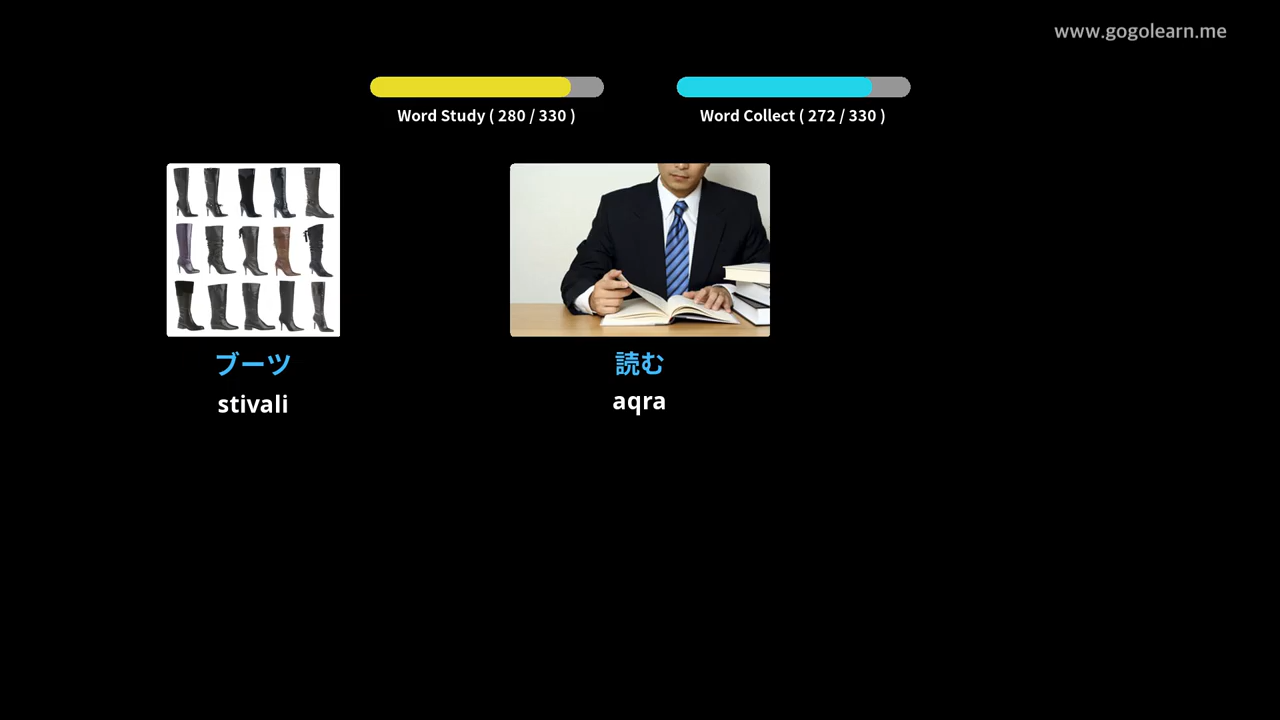 www.gogolearn.me
Word Study ( 280 / 330 )
Word Collect ( 272 / 330 )
ブーツ
stivali
読む
aqra